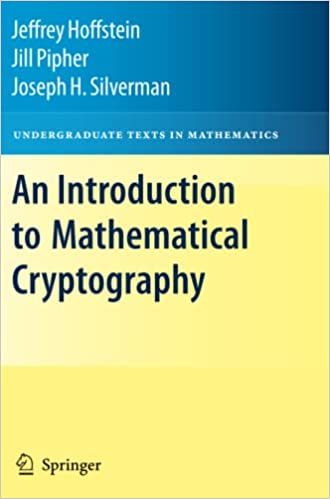 Jeffrey Hoffstein
Jill Pipher
Joseph H. Silverman
UNDERGRADUATE TEXTS IN MATHEMATICS
An Introduction
to Mathematical
Cryptography
Springer